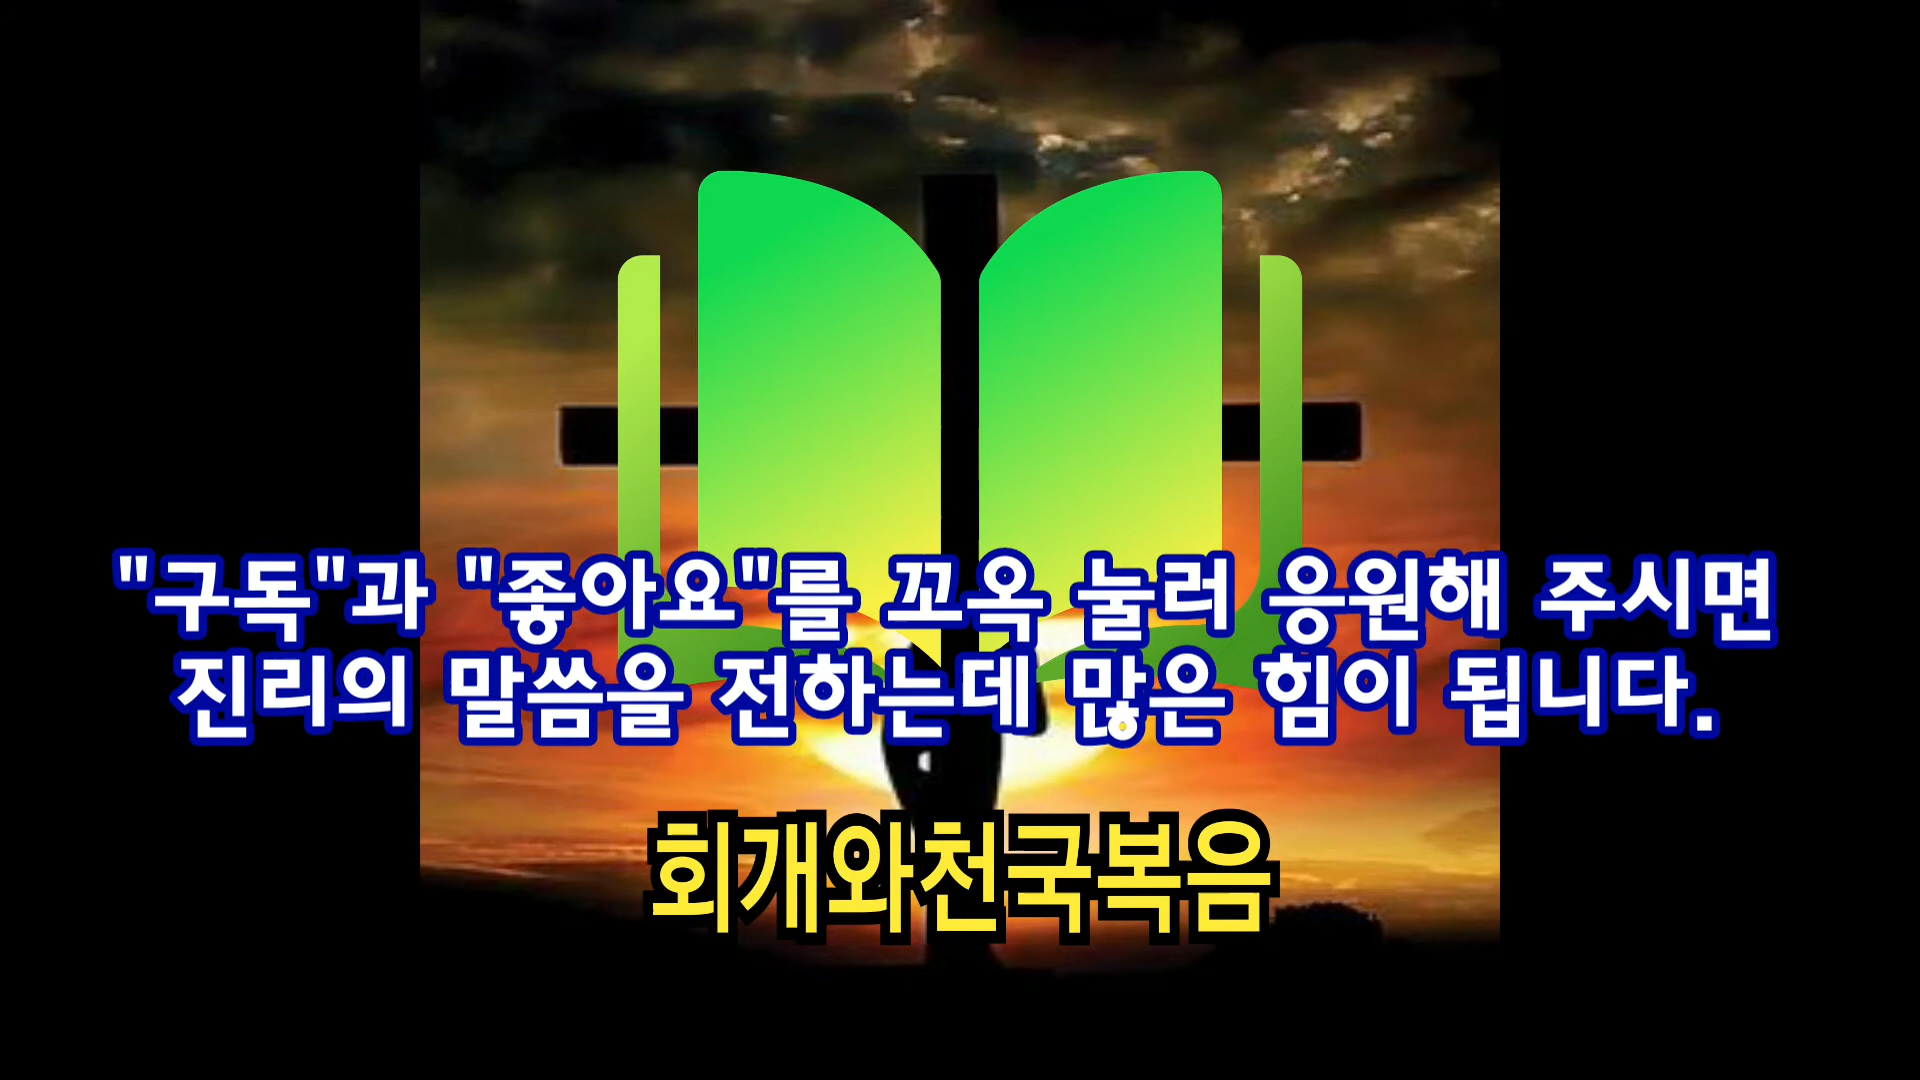 "구독"과 "좋아요"를 꼬옥 눌러 응원해 주시면
진리의 말씀을 전하는데 많은 힘이 됩니다.
회개와천국복음